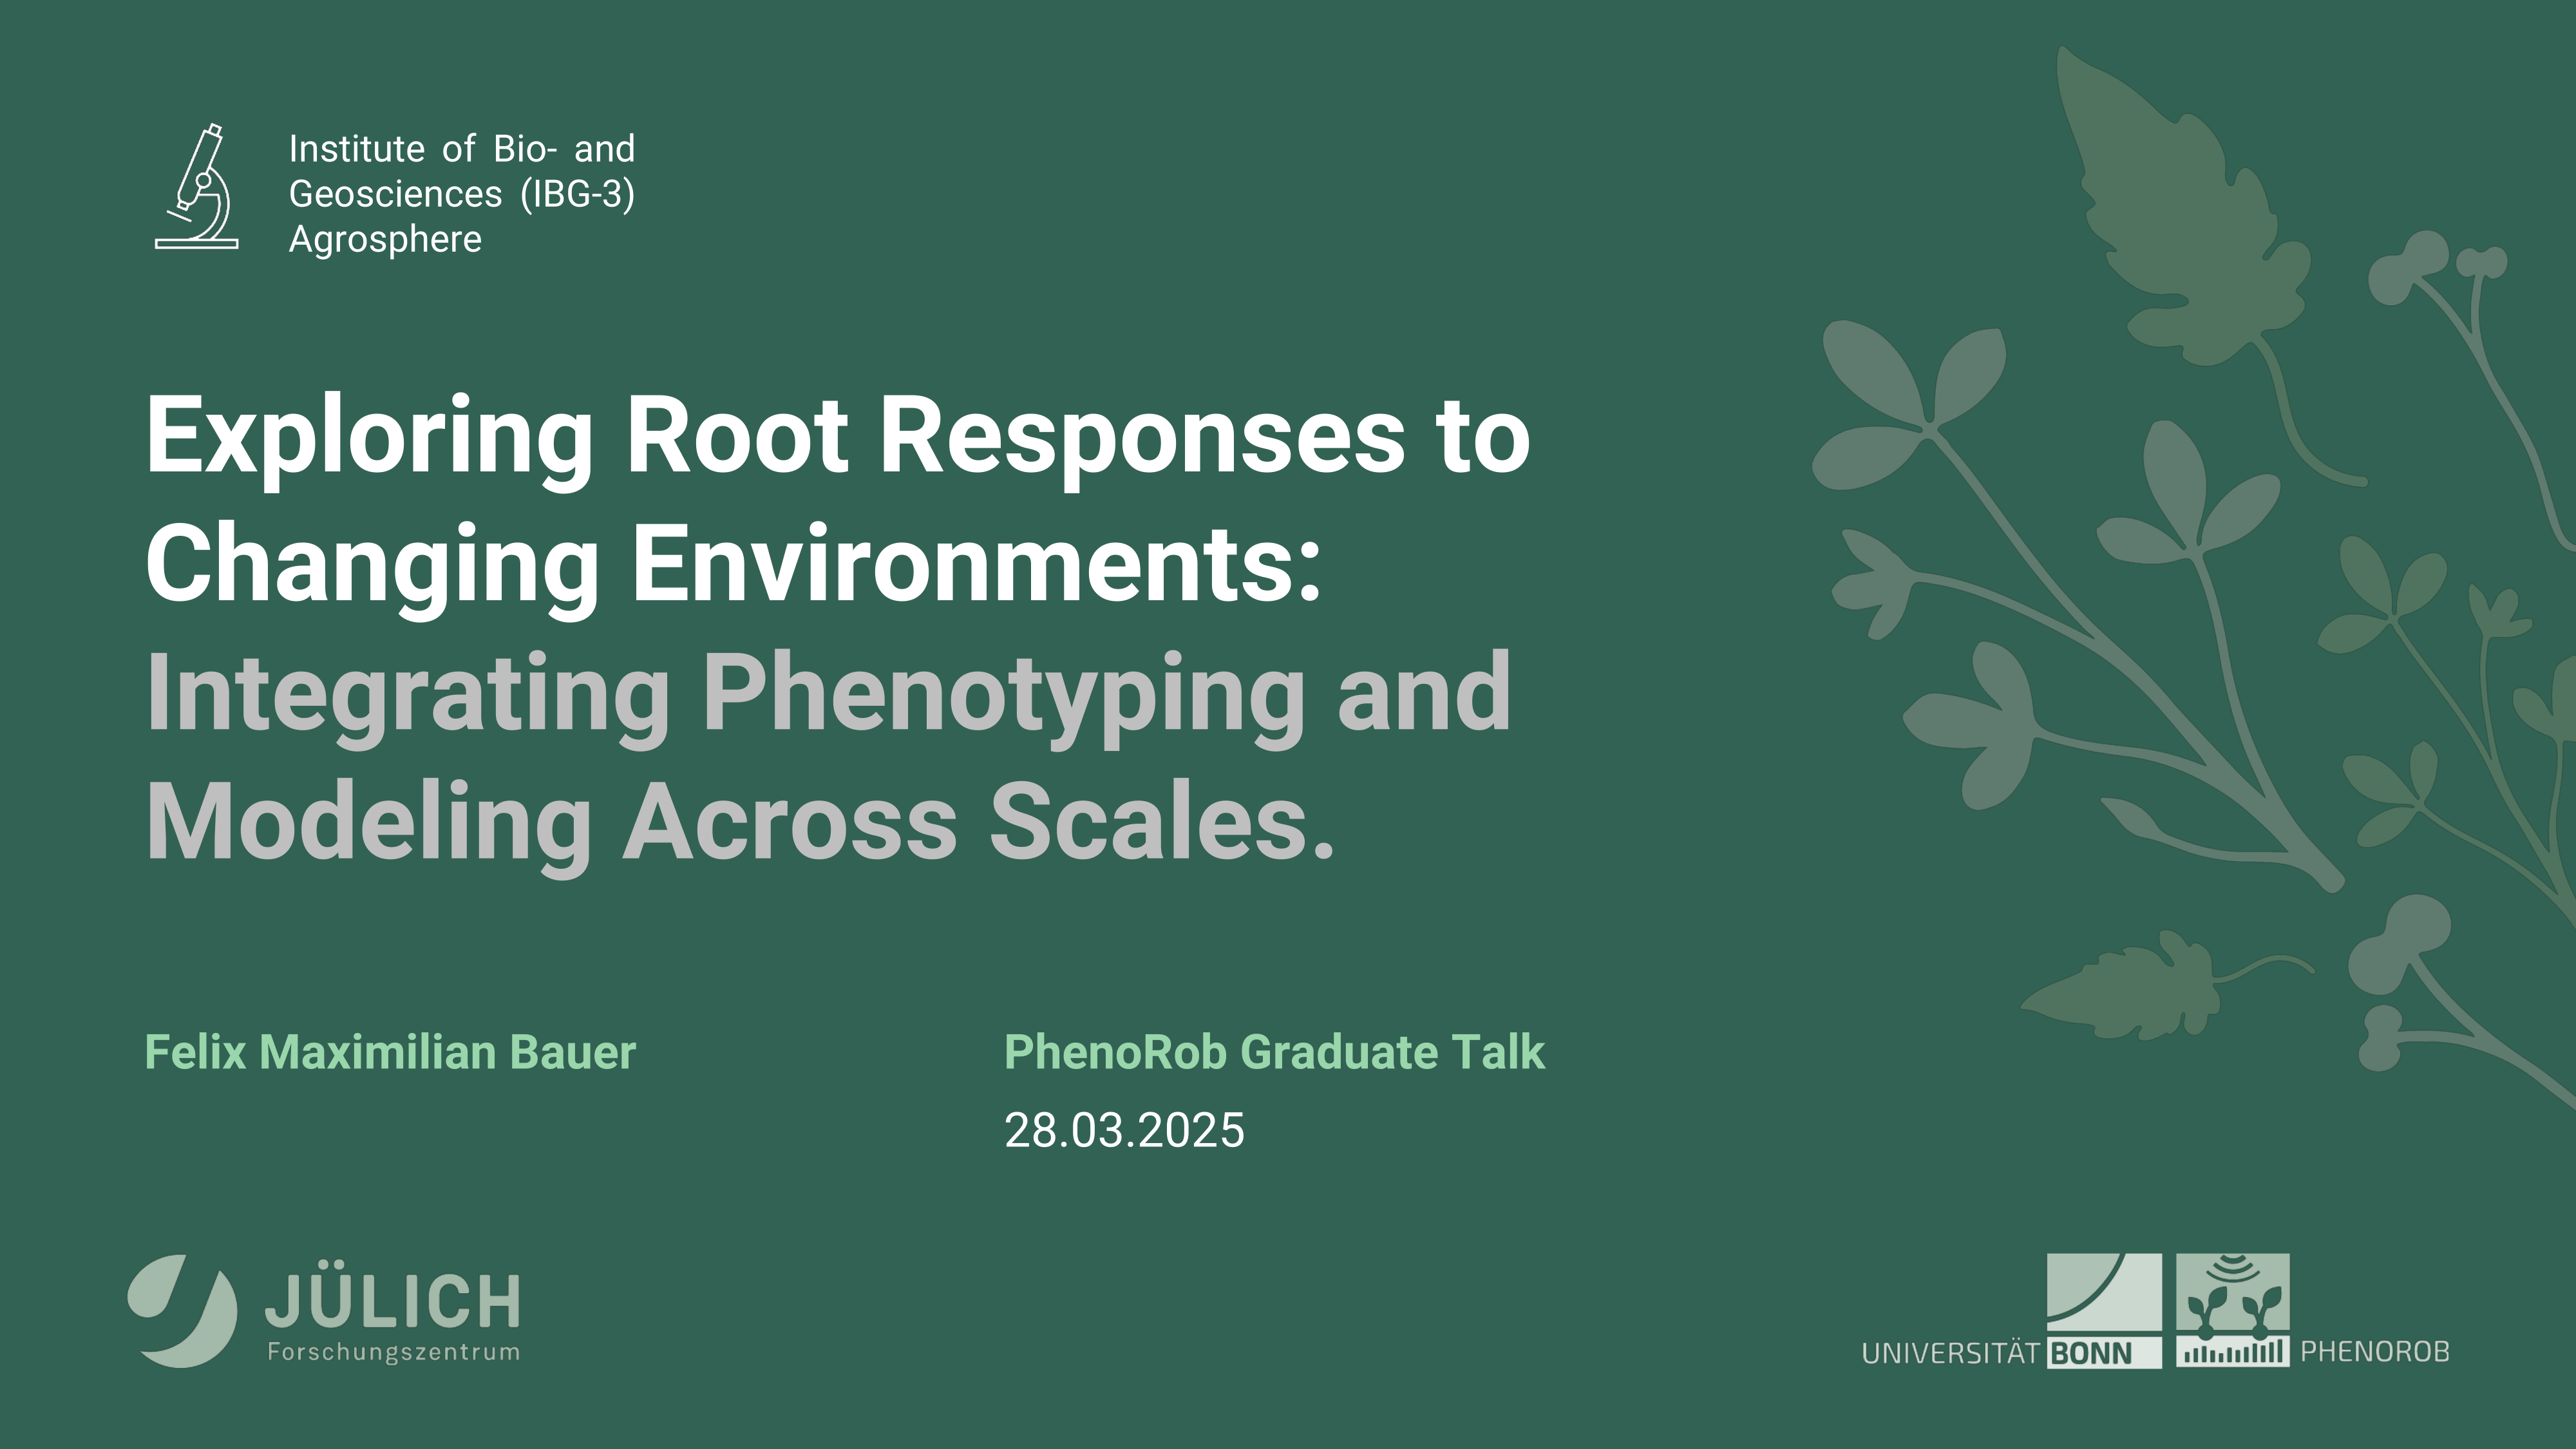 Institute of Bio- and
Geosciences (IBG-3)
Agrosphere
Exploring Root Responses to
Changing Environments:
Integrating Phenotyping and
Modeling Across Scales.
Felix Maximilian Bauer
PhenoRob Graduate Talk
28.03.2025
JÜLICH
Forschungszentrum
UNIVERSITÄT BONN
PHENOROB